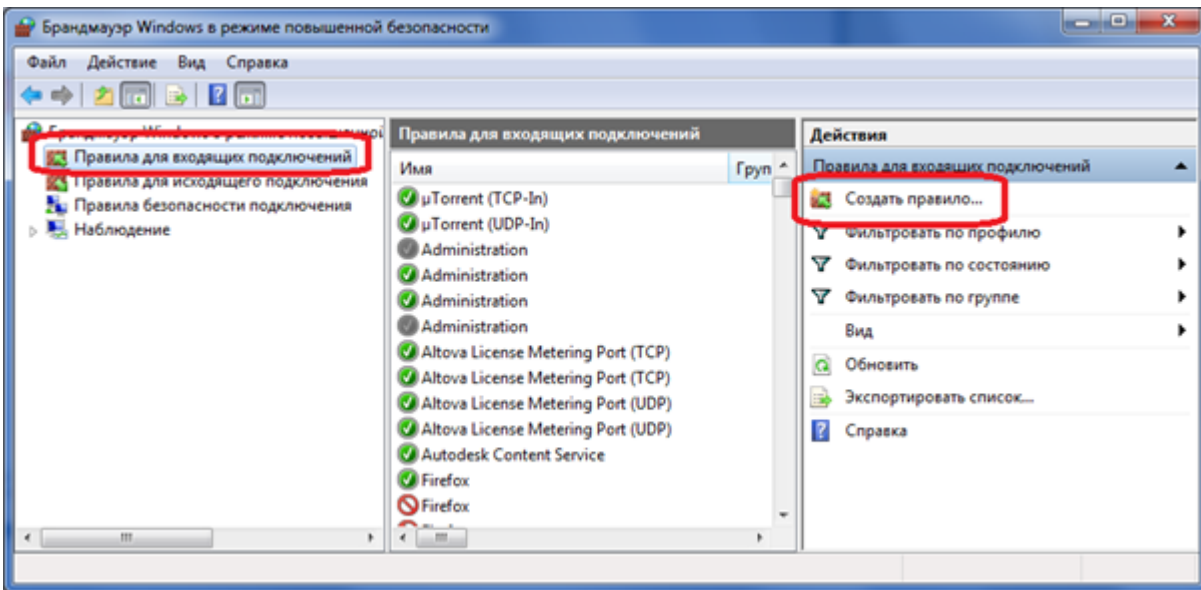 Брандмауэр Windows в режиме повышенной безопасности
Файл Действие Вид Справка
Правила для входящих подключений
Правила для исходящего подключения
Правила безопасности подключения
Наблюдение
Правила для входящих подключений
Имя Груп
µTorrent (TCP-In)
µTorrent (UDP-In)
Administration
Administration
Administration
Administration
Altova License Metering Port (TCP)
Altova License Metering Port (TCP)
Altova License Metering Port (UDP)
Altova License Metering Port (UDP)
Autodesk Content Service
Firefox
Firefox
Действия
Правила для входящих подключений
Создать правило...
Фильтровать по профилю
Фильтровать по состоянию
Фильтровать по группе
Вид
Обновить
Экспортировать список...
Справка